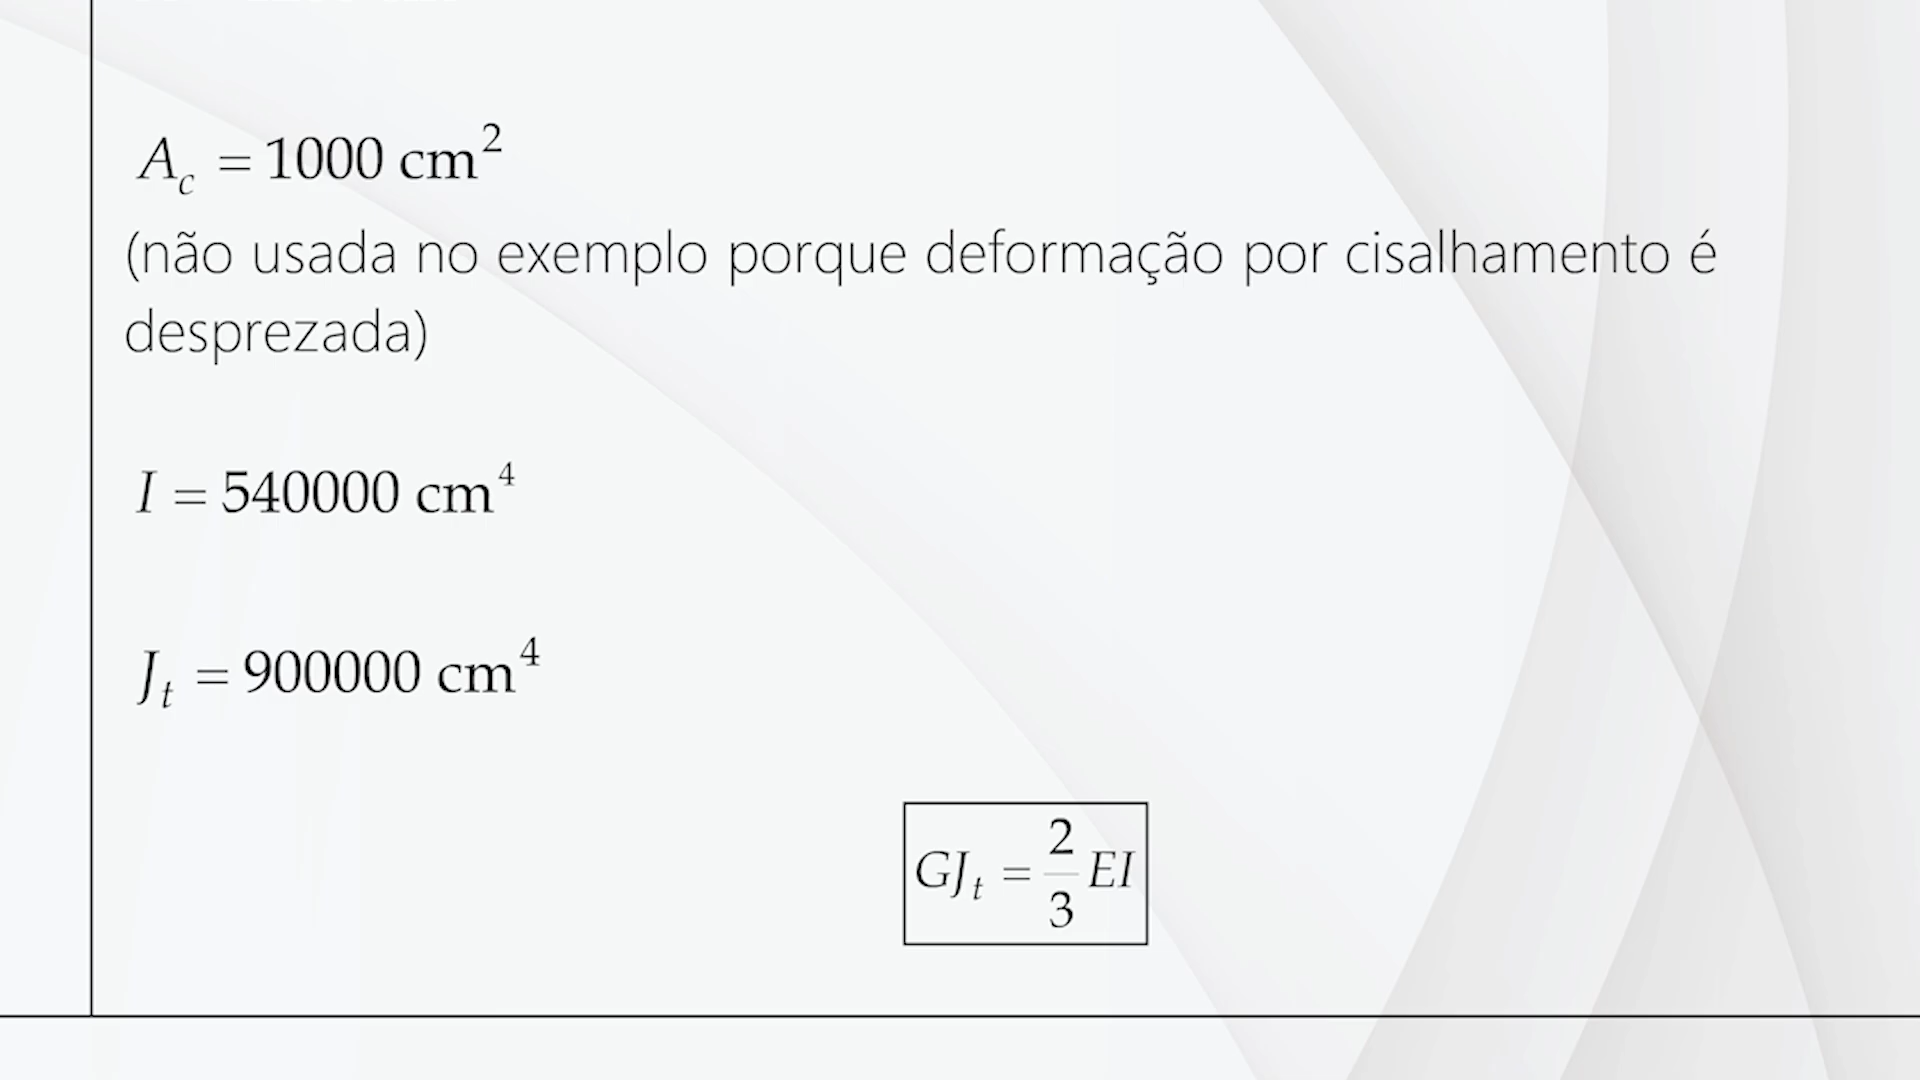 A_c = 1000 cm²
(não usada no exemplo porque deformação por cisalhamento é
desprezada)
I = 540000 cm⁴
J_t = 900000 cm⁴
GJ_t = 2/3 EI